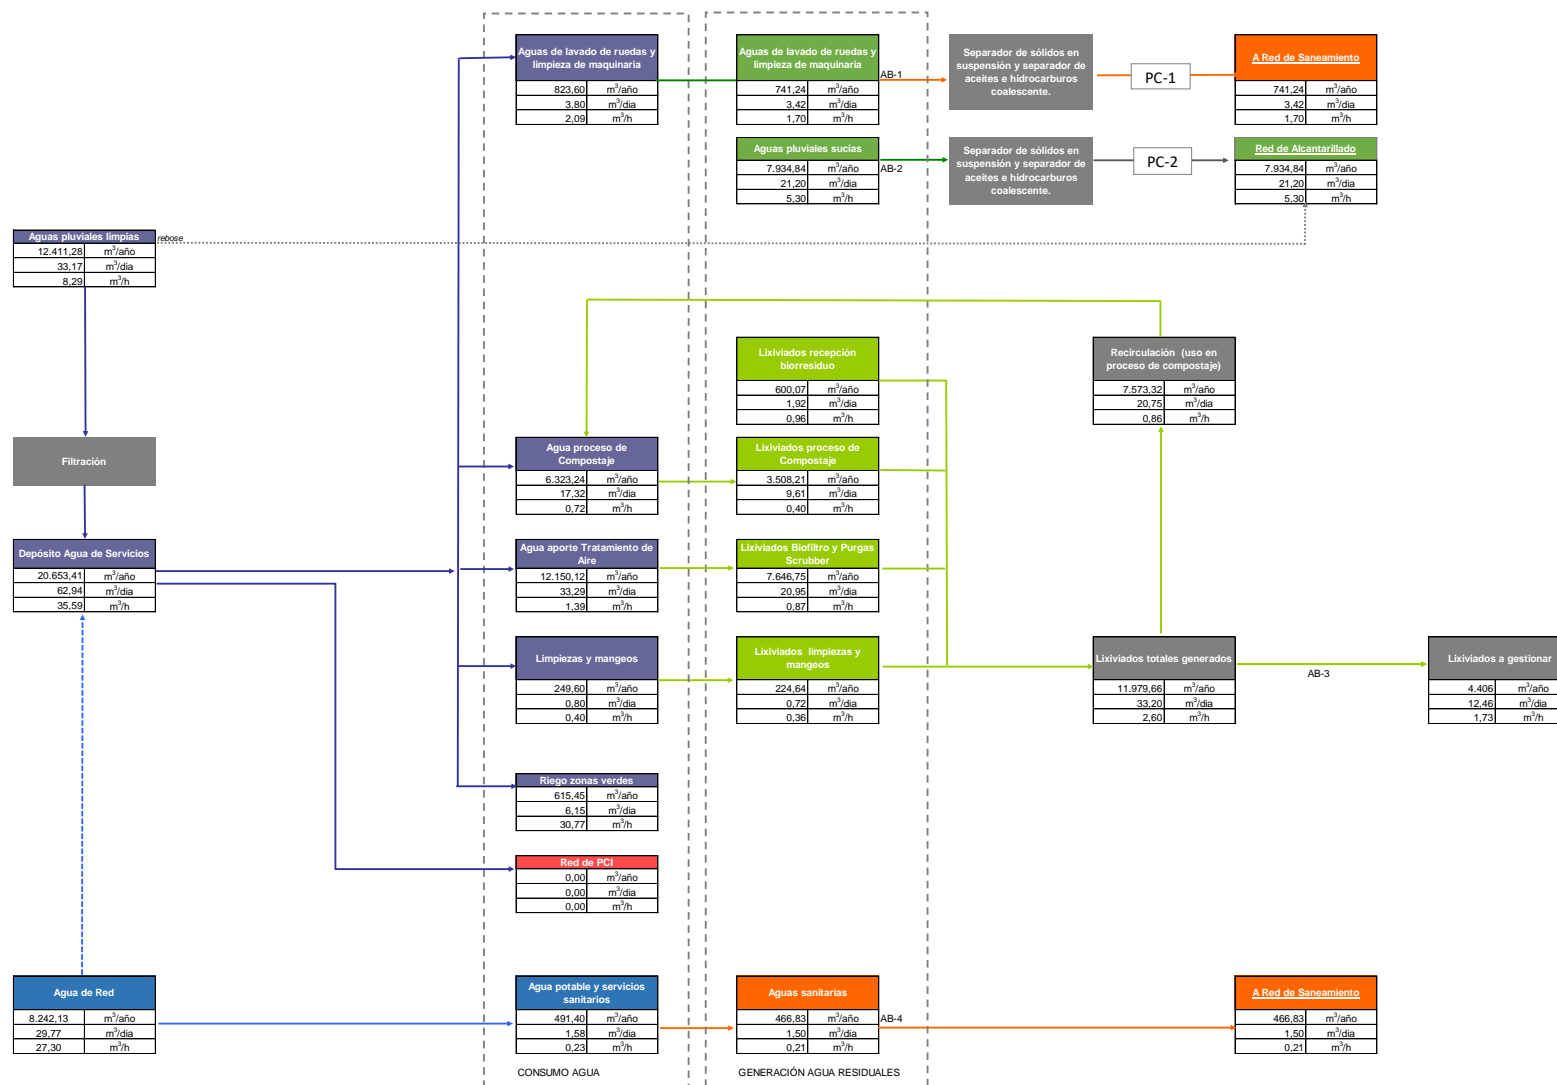 Aguas de lavado de ruedas y
limpieza de maquinaria
823,60 m³/año
3,80 m³/dia
2,09 m³/h
Aguas de lavado de ruedas y
limpieza de maquinaria
741,24 m³/año
3,42 m³/dia
1,70 m³/h
AB-1
Separador de sólidos en
suspensión y separador de
aceites e hidrocarburos
coalescente.
PC-1
A Red de Saneamiento
741,24 m³/año
3,42 m³/dia
1,70 m³/h
Aguas pluviales sucias
7.934,84 m³/año
21,20 m³/dia
5,30 m³/h
AB-2
Separador de sólidos en
suspensión y separador de
aceites e hidrocarburos
coalescente.
PC-2
Red de Alcantarillado
7.934,84 m³/año
21,20 m³/dia
5,30 m³/h
Aguas pluviales limpias
12.411,28 m³/año
33,17 m³/dia
8,29 m³/h
rebose
Lixiviados recepción
biorresiduo
600,07 m³/año
1,92 m³/dia
0,96 m³/h
Recirculación (uso en
proceso de compostaje)
7.573,32 m³/año
20,75 m³/dia
0,86 m³/h
Filtración
Agua proceso de
Compostaje
6.323,24 m³/año
17,32 m³/dia
0,72 m³/h
Lixiviados proceso de
Compostaje
3.508,21 m³/año
9,61 m³/dia
0,40 m³/h
Depósito Agua de Servicios
20.653,41 m³/año
62,94 m³/dia
35,59 m³/h
Agua aporte Tratamiento de
Aire
12.150,12 m³/año
33,29 m³/dia
1,39 m³/h
Lixiviados Biofiltro y Purgas
Scrubber
7.646,75 m³/año
20,95 m³/dia
0,87 m³/h
Limpiezas y mangeos
249,60 m³/año
0,80 m³/dia
0,40 m³/h
Lixiviados limpiezas y
mangeos
224,64 m³/año
0,72 m³/dia
0,36 m³/h
Lixiviados totales generados
11.979,66 m³/año
33,20 m³/dia
2,60 m³/h
AB-3
Lixiviados a gestionar
4.406 m³/año
12,46 m³/dia
1,73 m³/h
Riego zonas verdes
615,45 m³/año
6,15 m³/dia
30,77 m³/h
Red de PCI
0,00 m³/año
0,00 m³/dia
0,00 m³/h
Agua de Red
8.242,13 m³/año
29,77 m³/dia
27,30 m³/h
Agua potable y servicios
sanitarios
491,40 m³/año
1,58 m³/dia
0,23 m³/h
Aguas sanitarias
466,83 m³/año
1,50 m³/dia
0,21 m³/h
AB-4
A Red de Saneamiento
466,83 m³/año
1,50 m³/dia
0,21 m³/h
CONSUMO AGUA
GENERACIÓN AGUA RESIDUALES